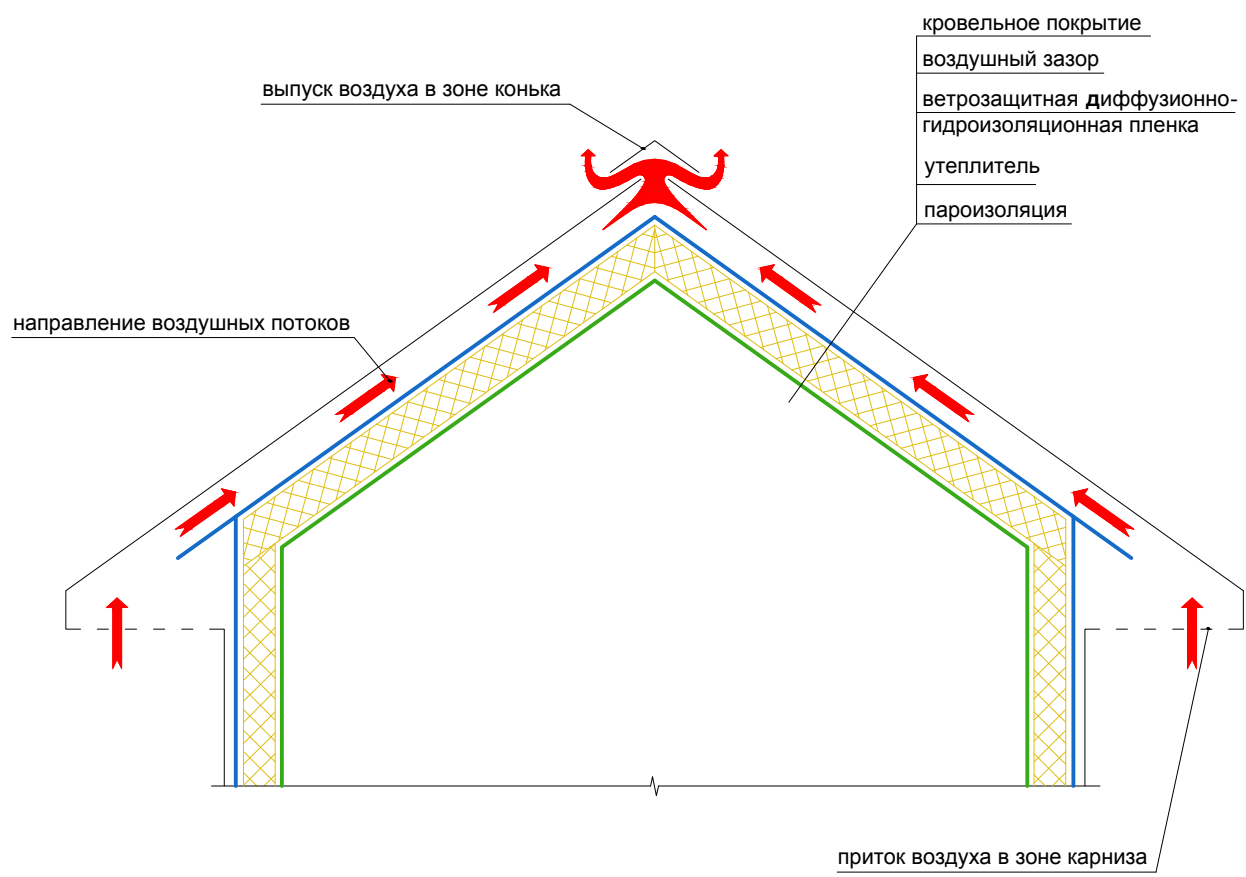 кровельное покрытие
воздушный зазор
выпуск воздуха в зоне конька
ветрозащитная диффузионно-
гидроизоляционная пленка
утеплитель
пароизоляция
направление воздушных потоков
приток воздуха в зоне карниза